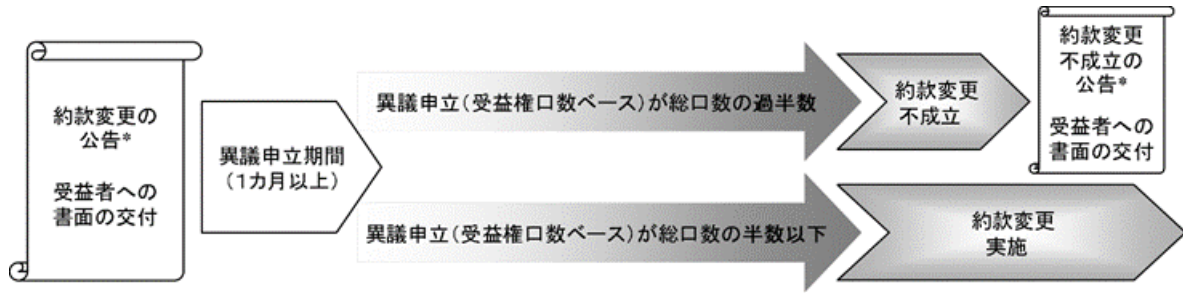 約款変更の
公告*
受益者への
書面の交付
異議申立期間
（1カ月以上）
異議申立（受益権口数ベース）が総口数の過半数
約款変更
不成立
約款変更
不成立の
公告*
受益者への
書面の交付
異議申立（受益権口数ベース）が総口数の半数以下
約款変更
実施